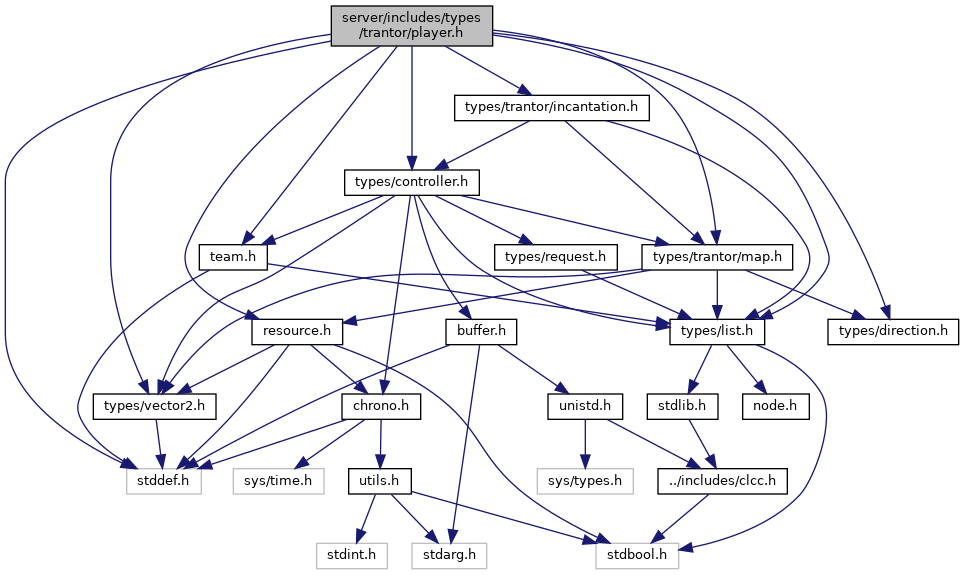 server/includes/types
/trantor/player.h
types/trantor/incantation.h
types/controller.h
team.h
types/request.h
types/trantor/map.h
resource.h
buffer.h
types/list.h
types/direction.h
types/vector2.h
chrono.h
unistd.h
stdlib.h
node.h
stddef.h
sys/time.h
utils.h
sys/types.h
../includes/clcc.h
stdint.h
stdarg.h
stdbool.h